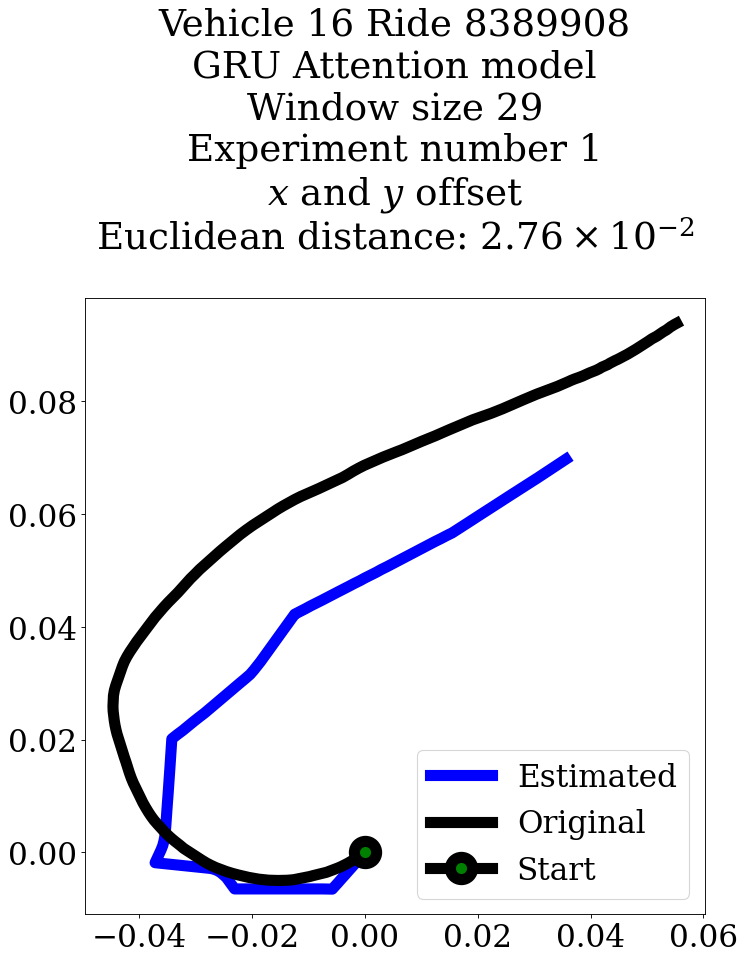 Vehicle 16 Ride 8389908
GRU Attention model
Window size 29
Experiment number 1
x and y offset
Euclidean distance: 2.76 × 10⁻²
0.08
0.06
0.04
0.02
0.00
Estimated
Original
Start
−0.04 −0.02 0.00 0.02 0.04 0.06